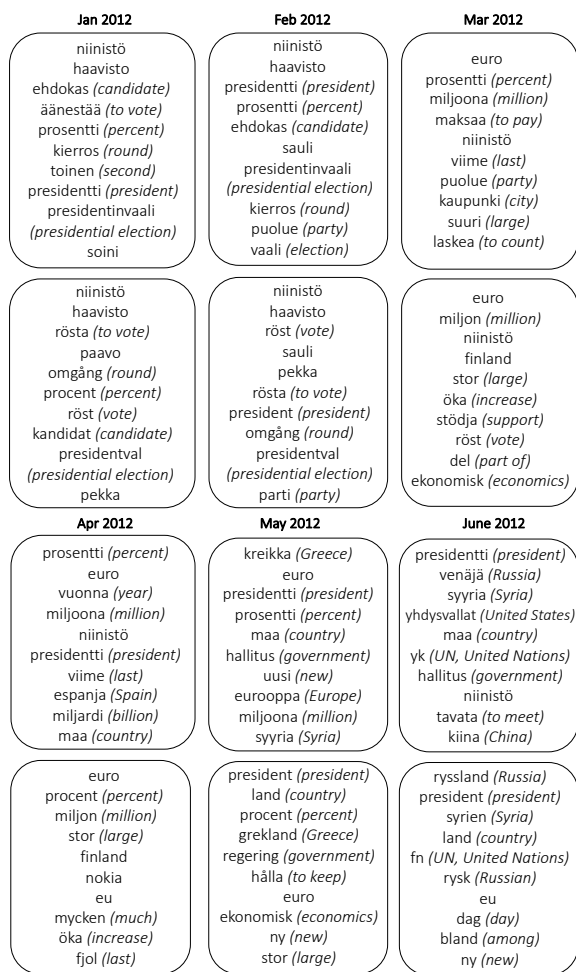 Jan 2012
niinistö
haavisto
ehdokas (candidate)
äänestää (to vote)
prosentti (percent)
kierros (round)
toinen (second)
presidentti (president)
presidentinvaali
(presidential election)
soini
niinistö
haavisto
rösta (to vote)
paavo
omgång (round)
procent (percent)
röst (vote)
kandidat (candidate)
presidentval
(presidential election)
pekka
Feb 2012
niinistö
haavisto
presidentti (president)
prosentti (percent)
ehdokas (candidate)
sauli
presidentinvaali
(presidential election)
kierros (round)
puolue (party)
vaali (election)
niinistö
haavisto
röst (vote)
sauli
pekka
rösta (to vote)
president (president)
omgång (round)
presidentval
(presidential election)
parti (party)
Mar 2012
euro
prosentti (percent)
miljoona (million)
maksaa (to pay)
niinistö
viime (last)
puolue (party)
kaupunki (city)
suuri (large)
laskea (to count)
euro
miljon (million)
niinistö
finland
stor (large)
öka (increase)
stödja (support)
röst (vote)
del (part of)
ekonomisk (economics)
Apr 2012
prosentti (percent)
euro
vuonna (year)
miljoona (million)
niinistö
presidentti (president)
viime (last)
espanja (Spain)
miljardi (billion)
maa (country)
euro
procent (percent)
miljon (million)
stor (large)
finland
nokia
eu
mycken (much)
öka (increase)
fjol (last)
May 2012
kreikka (Greece)
euro
presidentti (president)
prosentti (percent)
maa (country)
hallitus (government)
uusi (new)
eurooppa (Europe)
miljoona (million)
syyria (Syria)
president (president)
land (country)
procent (percent)
grekland (Greece)
regering (government)
hålla (to keep)
euro
ekonomisk (economics)
ny (new)
stor (large)
June 2012
presidentti (president)
venäjä (Russia)
syyria (Syria)
yhdysvallat (United States)
maa (country)
yk (UN, United Nations)
hallitus (government)
niinistö
tavata (to meet)
kiina (China)
ryssland (Russia)
president (president)
syrien (Syria)
land (country)
fn (UN, United Nations)
rysk (Russian)
eu
dag (day)
bland (among)
ny (new)